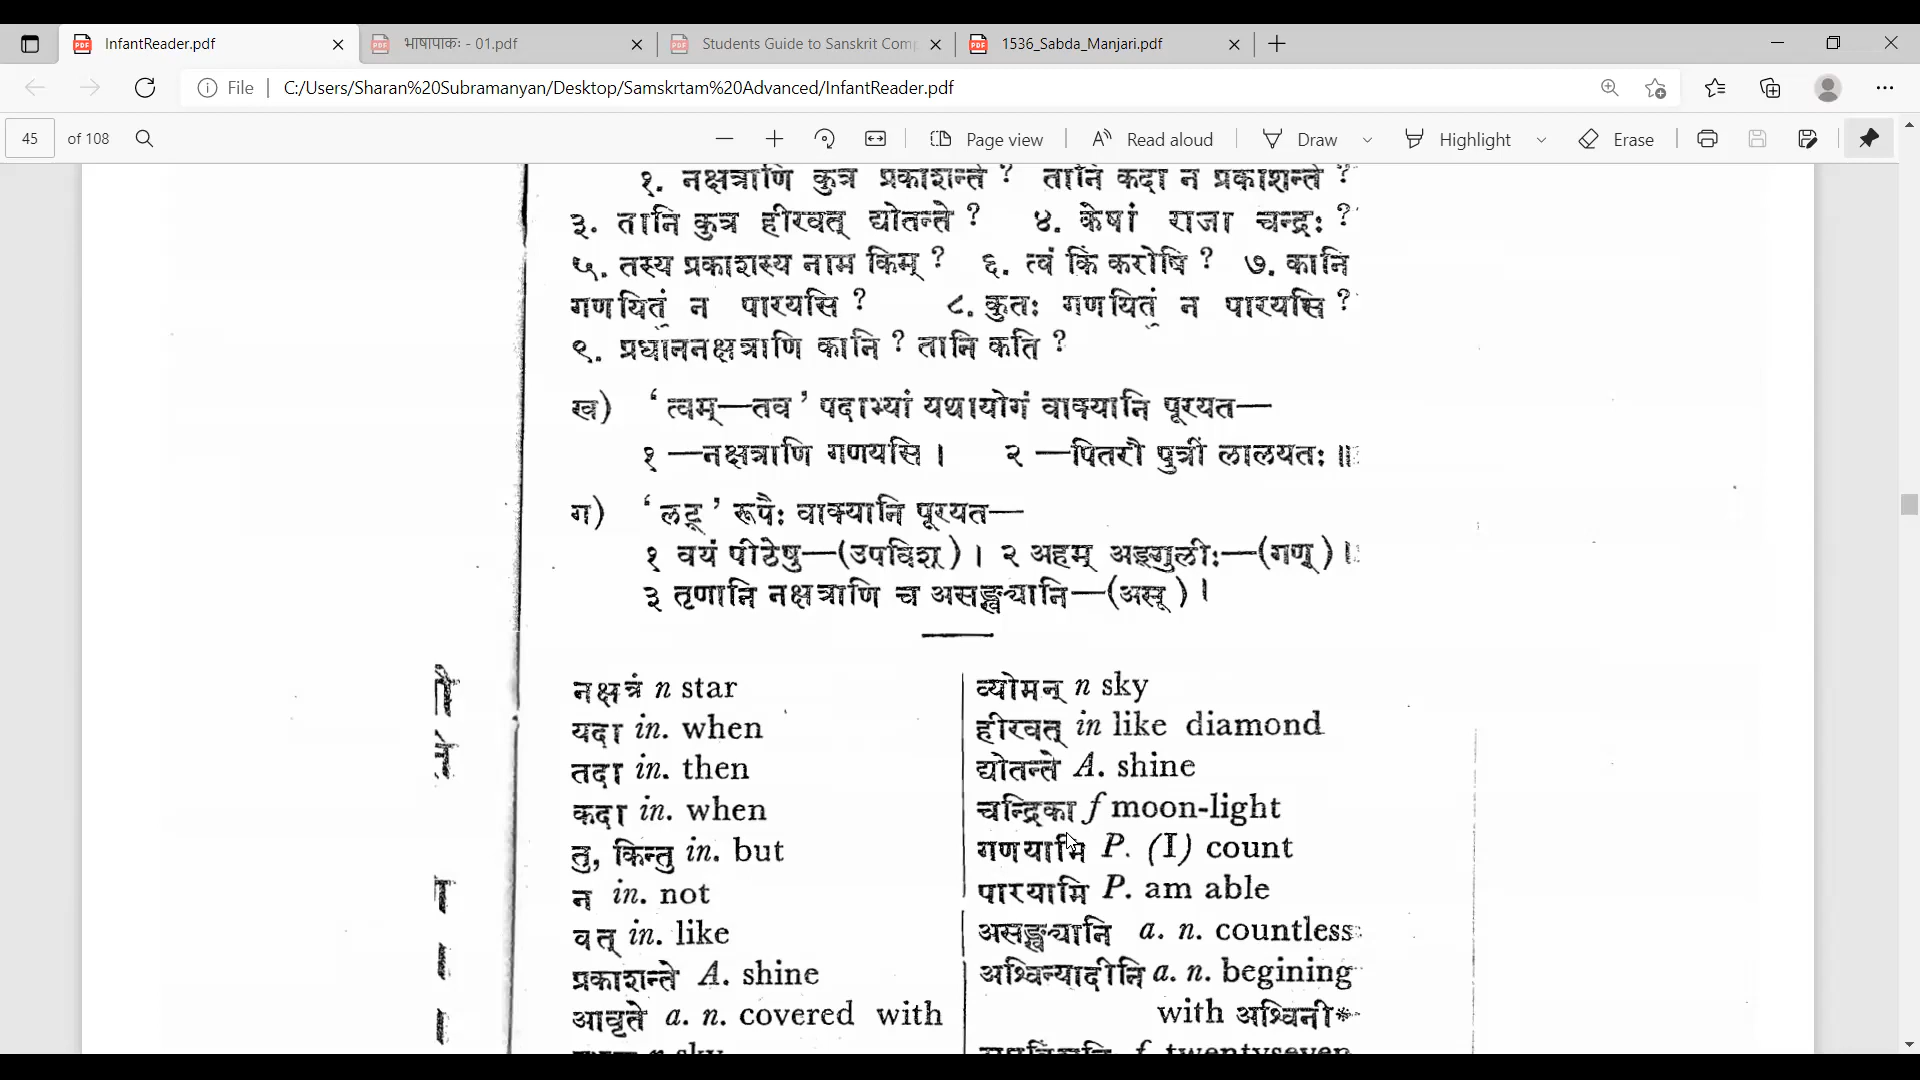 InfantReader.pdf
भाषापाकः - 01.pdf
Students Guide to Sanskrit Com
1536_Sabda_Manjari.pdf
File C:/Users/Sharan%20Subramanyan/Desktop/Samskrtam%20Advanced/InfantReader.pdf
45 of 108 Page view Read aloud Draw Highlight Erase
१. नक्षत्राणि कुत्र प्रकाशन्ते ? तानि कदा न प्रकाशन्ते ?
३. तानि कुत्र हीरवत् द्योतन्ते ? ४. केषां राजा चन्द्रः ?
५. तस्य प्रकाशस्य नाम किम् ? ६. त्वं किं करोषि ? ७. कानि
गणयितुं न पारयसि ? ८. कुतः गणयितुं न पारयसि ?
९. प्रधाननक्षत्राणि कानि ? तानि कति ?
ख) ‘त्वम्—तव’ पदाभ्यां यथायोगं वाक्यानि पूरयत—
१ —नक्षत्राणि गणयसि । २ —पितरौ पुत्रीं लालयतः ॥
ग) ‘लट्’ रूपैः वाक्यानि पूरयत—
१ वयं पीठेषु—(उपविश्) । २ अहम् अङ्गुलीः—(गण्) ।
३ तृणानि नक्षत्राणि च असङ्ख्यानि—(अस्) ।
नक्षत्रं n star
यदा in. when
तदा in. then
कदा in. when
तु, किन्तु in. but
न in. not
वत् in. like
प्रकाशन्ते A. shine
आवृते a. n. covered with
n sky
व्योमन् n sky
हीरवत् in like diamond
द्योतन्ते A. shine
चन्द्रिका f moon-light
गणयामि P. (I) count
पारयामि P. am able
असङ्ख्यानि a. n. countless
अश्विन्यादीनि a. n. begining
with अश्विनी*
f twentyseven